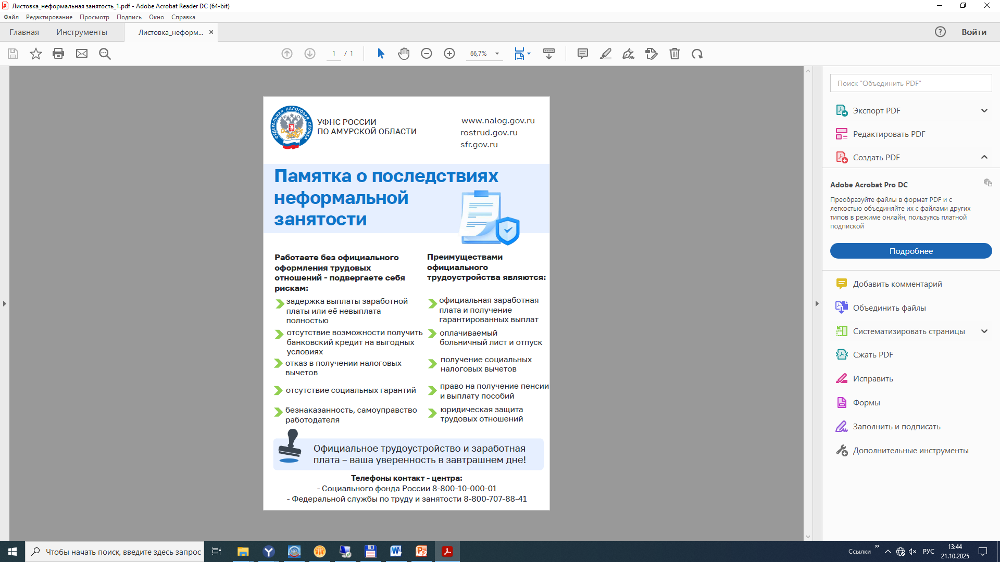 Листовка_неформальная занятость_1.pdf - Adobe Acrobat Reader DC (64-bit)
Файл Редактирование Просмотр Подпись Окно Справка
Главная Инструменты Листовка_неформ... × Войти
1 / 1 66,7%
ФЕДЕРАЛЬНАЯ НАЛОГОВАЯ СЛУЖБА
УФНС РОССИИ
ПО АМУРСКОЙ ОБЛАСТИ
www.nalog.gov.ru
rostrud.gov.ru
sfr.gov.ru
Памятка о последствиях
неформальной
занятости
Работаете без официального
оформления трудовых
отношений - подвергаете себя
рискам:
задержка выплаты заработной
платы или её невыплата
полностью
отсутствие возможности получить
банковский кредит на выгодных
условиях
отказ в получении налоговых
вычетов
отсутствие социальных гарантий
безнаказанность, самоуправство
работодателя
Преимуществами
официального
трудоустройства являются:
официальная заработная
плата и получение
гарантированных выплат
оплачиваемый
больничный лист и отпуск
получение социальных
налоговых вычетов
право на получение пенсии
и выплату пособий
юридическая защита
трудовых отношений
Официальное трудоустройство и заработная
плата – ваша уверенность в завтрашнем дне!
Телефоны контакт - центра:
- Социального фонда России 8-800-10-000-01
- Федеральной службы по труду и занятости 8-800-707-88-41
Поиск "Объединить PDF"
Экспорт PDF
Редактировать PDF
Создать PDF
Adobe Acrobat Pro DC
Преобразуйте файлы в формат PDF и с
легкостью объединяйте их с файлами других
типов в режиме онлайн, пользуясь платной
подпиской
Подробнее
Добавить комментарий
Объединить файлы
Систематизировать страницы
Сжать PDF
Исправить
Формы
Заполнить и подписать
Дополнительные инструменты
Чтобы начать поиск, введите здесь запрос
Ссылки » РУС 13:44
21.10.2025